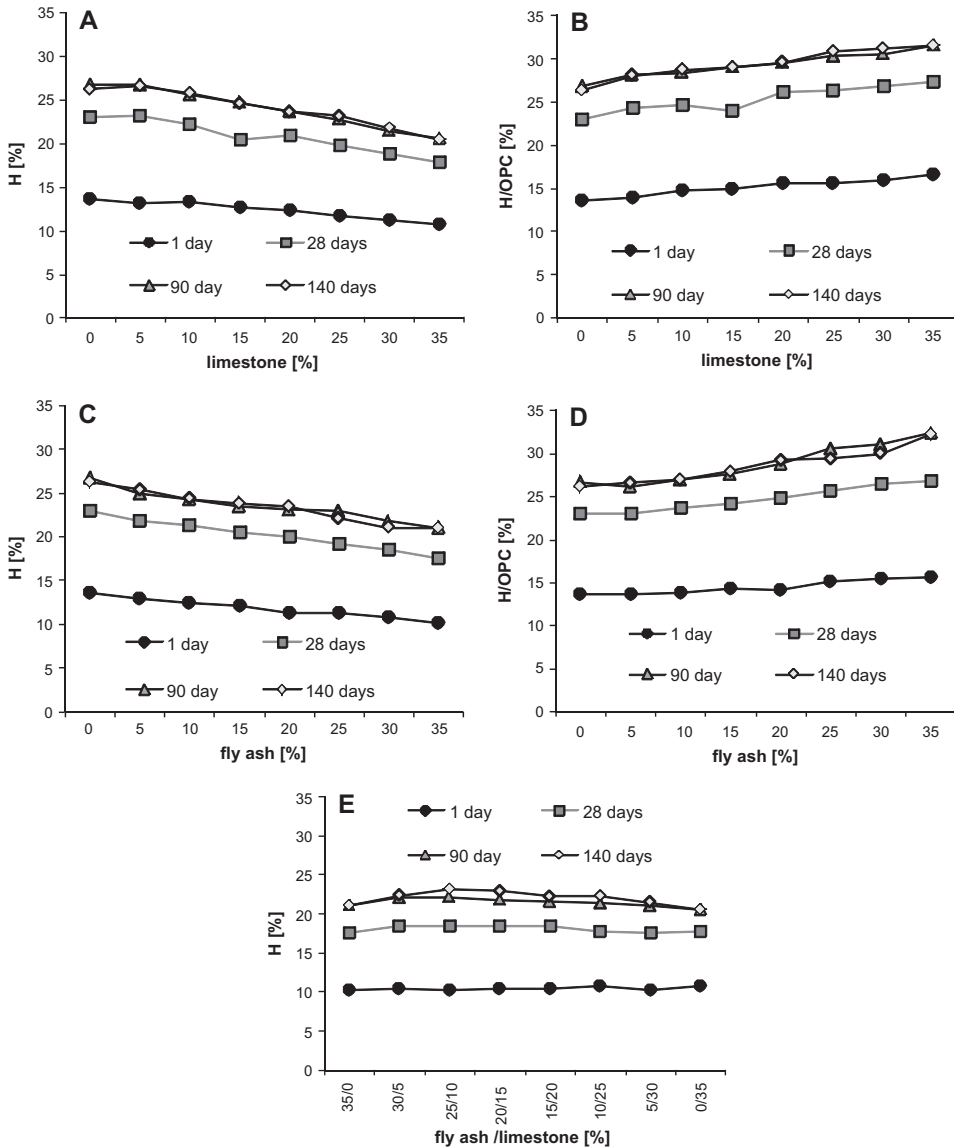 A
H [%]
35
30
25
20
15
10
5
0
1 day
28 days
90 day
140 days
0 5 10 15 20 25 30 35
limestone [%]
B
H/OPC [%]
35
30
25
20
15
10
5
0
1 day
28 days
90 day
140 days
0 5 10 15 20 25 30 35
limestone [%]
C
H [%]
35
30
25
20
15
10
5
0
1 day
28 days
90 day
140 days
0 5 10 15 20 25 30 35
fly ash [%]
D
H/OPC [%]
35
30
25
20
15
10
5
0
1 day
28 days
90 day
140 days
0 5 10 15 20 25 30 35
fly ash [%]
E
H [%]
35
30
25
20
15
10
5
0
1 day
28 days
90 day
140 days
35/0 30/5 25/10 20/15 15/20 10/25 5/30 0/35
fly ash /limestone [%]